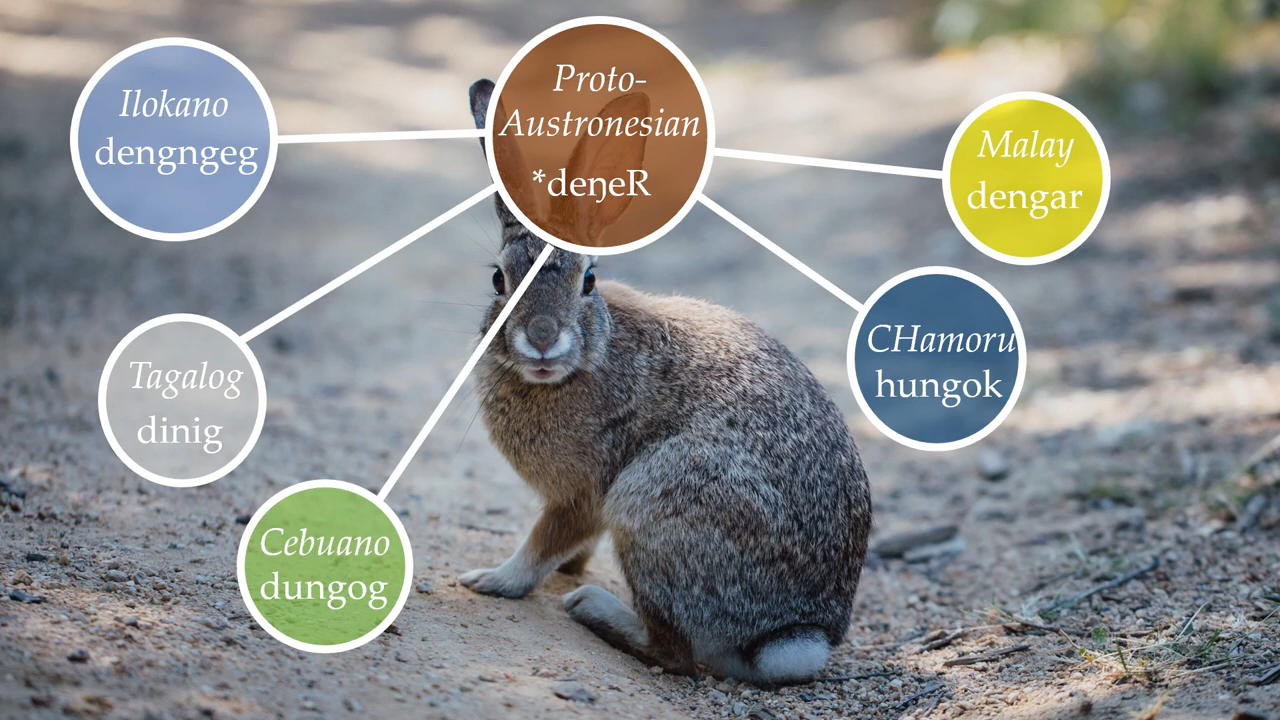 Ilokano
dengngeg
Proto-
Austronesian
*deŋeR
Malay
dengar
CHamoru
hungok
Tagalog
dinig
Cebuano
dungog